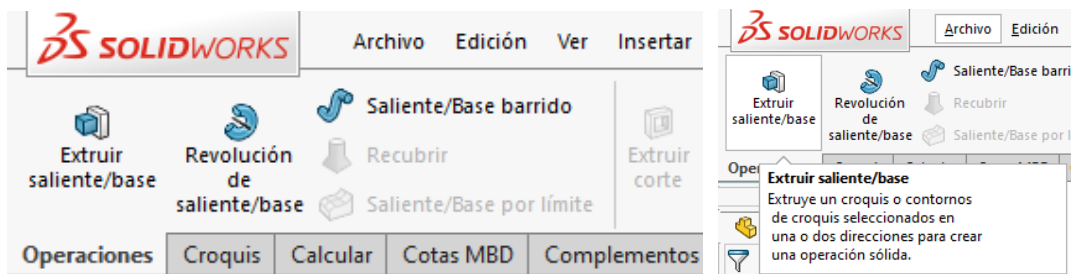 SOLIDWORKS Archivo Edición Ver Insertar
Extruir
saliente/base
Revolución
de
saliente/base
Saliente/Base barrido
Recubrir
Saliente/Base por límite
Extruir
corte
Operaciones Croquis Calcular Cotas MBD Complementos
SOLIDWORKS Archivo Edición
Extruir
saliente/base
Revolución
de
saliente/base
Saliente/Base barri
Recubrir
Saliente/Base por l
Ope
Extruir saliente/base
Extruye un croquis o contornos
de croquis seleccionados en
una o dos direcciones para crear
una operación sólida.